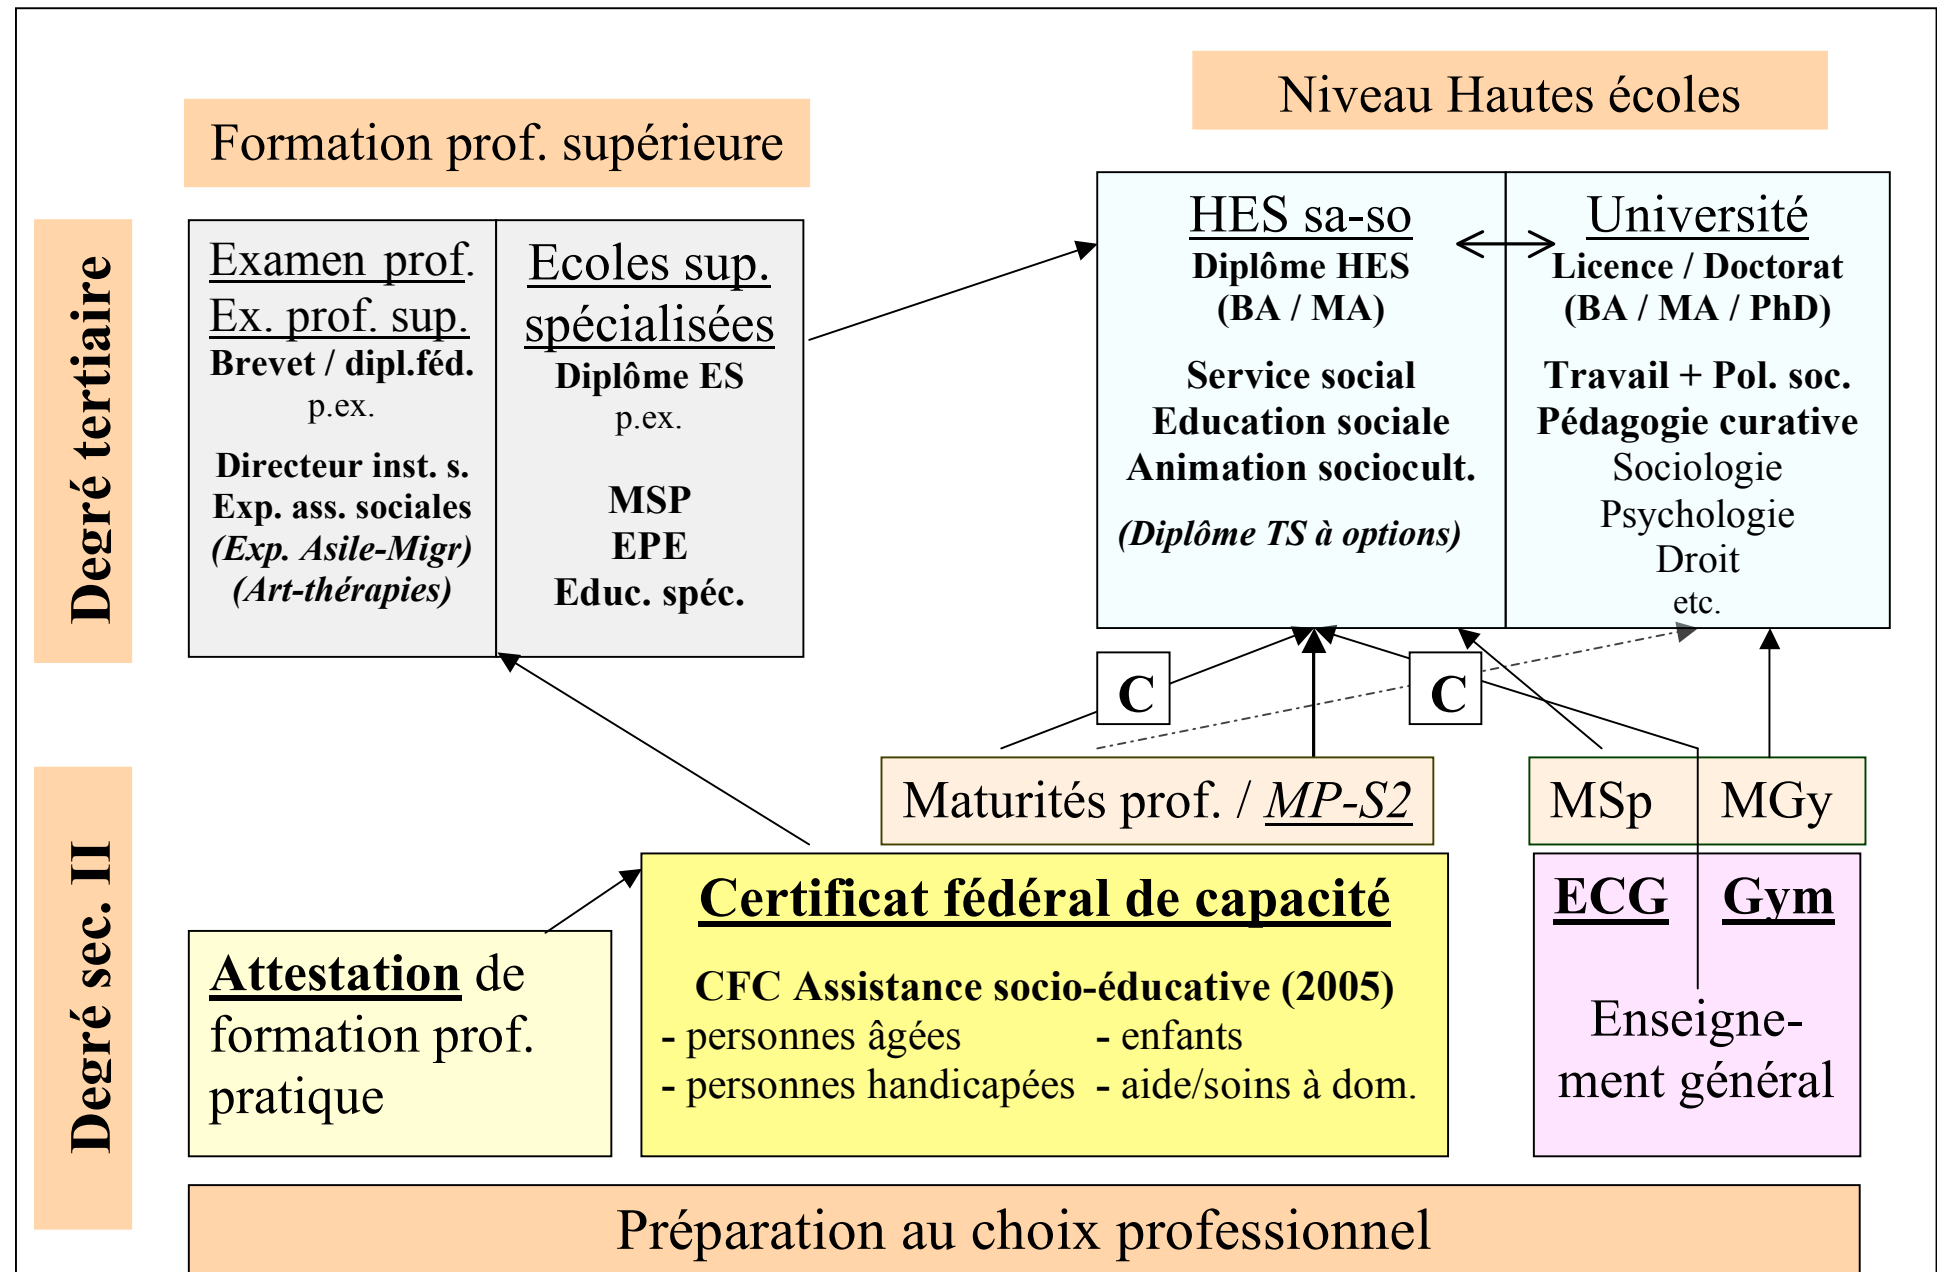 Niveau Hautes écoles
Formation prof. supérieure
Degré tertiaire
Examen prof.
Ex. prof. sup.
Brevet / dipl.féd.
p.ex.
Directeur inst. s.
Exp. ass. sociales
(Exp. Asile-Migr)
(Art-thérapies)
Ecoles sup.
spécialisées
Diplôme ES
p.ex.
MSP
EPE
Educ. spéc.
HES sa-so
Diplôme HES
(BA / MA)
Service social
Education sociale
Animation sociocult.
(Diplôme TS à options)
Université
Licence / Doctorat
(BA / MA / PhD)
Travail + Pol. soc.
Pédagogie curative
Sociologie
Psychologie
Droit
etc.
C
C
Degré sec. II
Maturités prof. / MP-S2
MSp
MGy
Attestation de
formation prof.
pratique
Certificat fédéral de capacité
CFC Assistance socio-éducative (2005)
- personnes âgées - enfants
- personnes handicapées - aide/soins à dom.
ECG Gym
Enseigne-
ment général
Préparation au choix professionnel